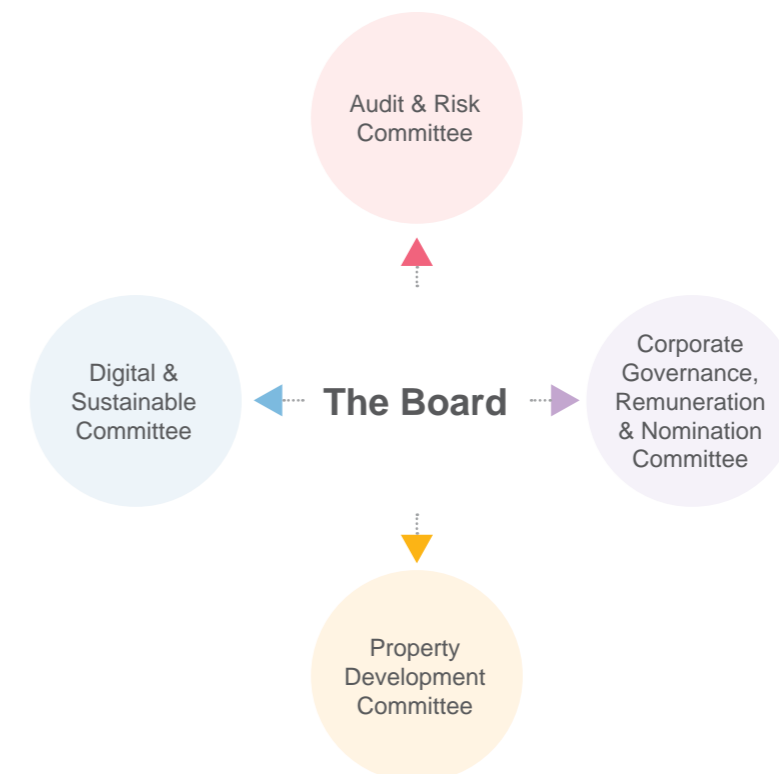 Audit & Risk
Committee
Digital &
Sustainable
Committee
The Board
Corporate
Governance,
Remuneration
& Nomination
Committee
Property
Development
Committee